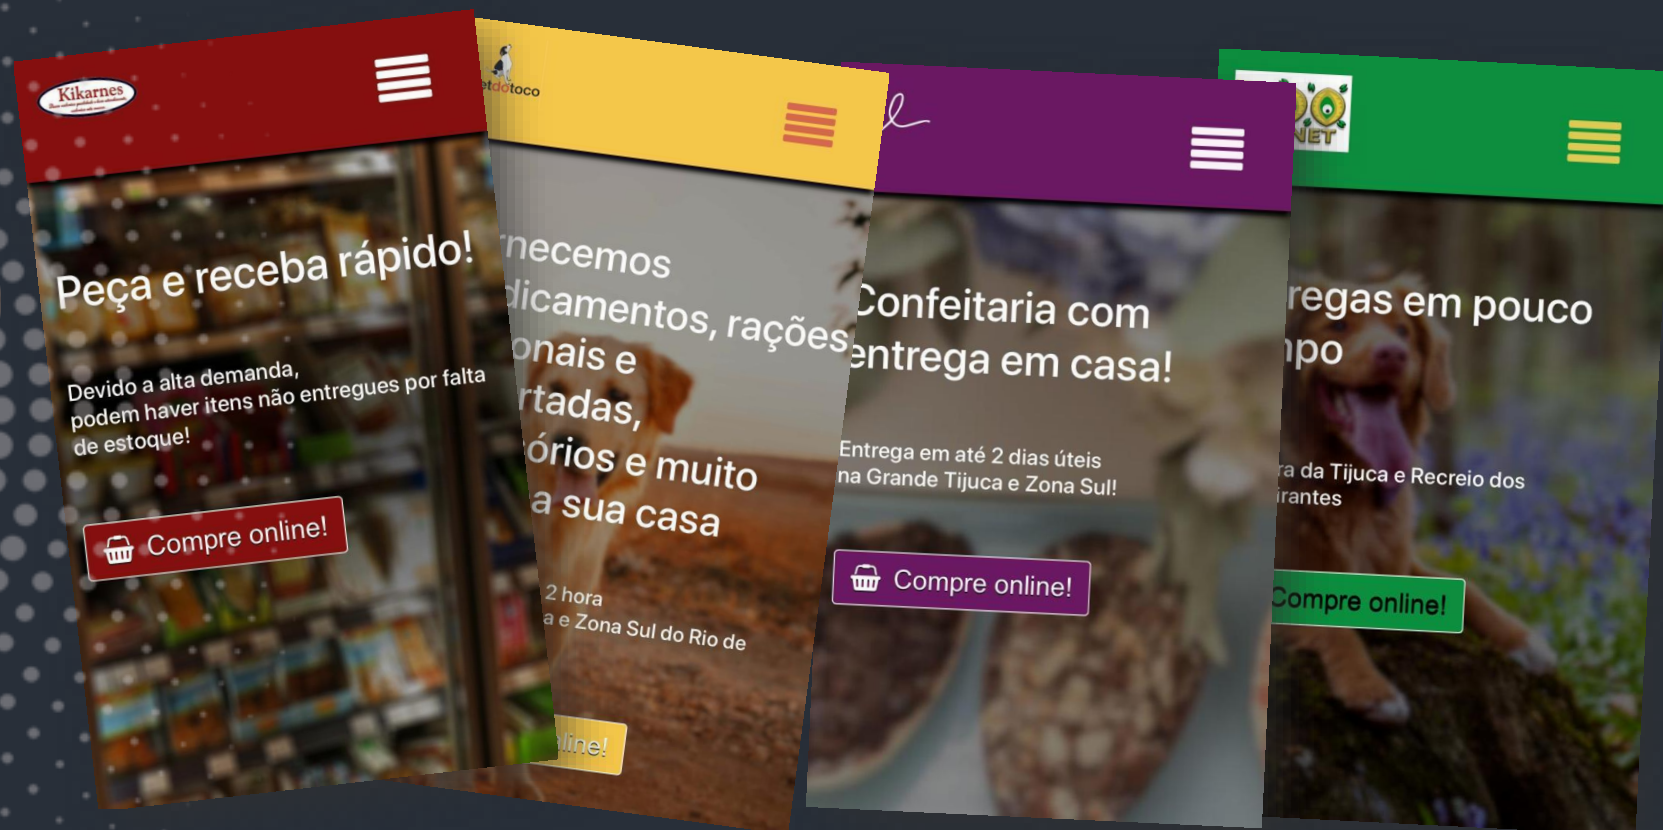 Kikarnes
Peça e receba rápido!
Devido a alta demanda,
podem haver itens não entregues por falta
de estoque!
Compre online!
etdotoco
rnecemos
dicamentos, rações
onais e
rtadas,
órios e muito
a sua casa
2 hora
a e Zona Sul do Rio de
nline!
Confeitaria com
entrega em casa!
Entrega em até 2 dias úteis
na Grande Tijuca e Zona Sul!
Compre online!
NET
regas em pouco
mpo
ra da Tijuca e Recreio dos
irantes
Compre online!